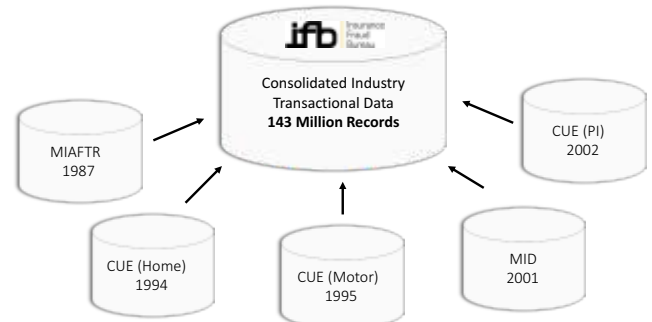 ifb Insurance
Fraud
Bureau
Consolidated Industry
Transactional Data
143 Million Records
MIAFTR
1987
CUE (PI)
2002
CUE (Home)
1994
CUE (Motor)
1995
MID
2001